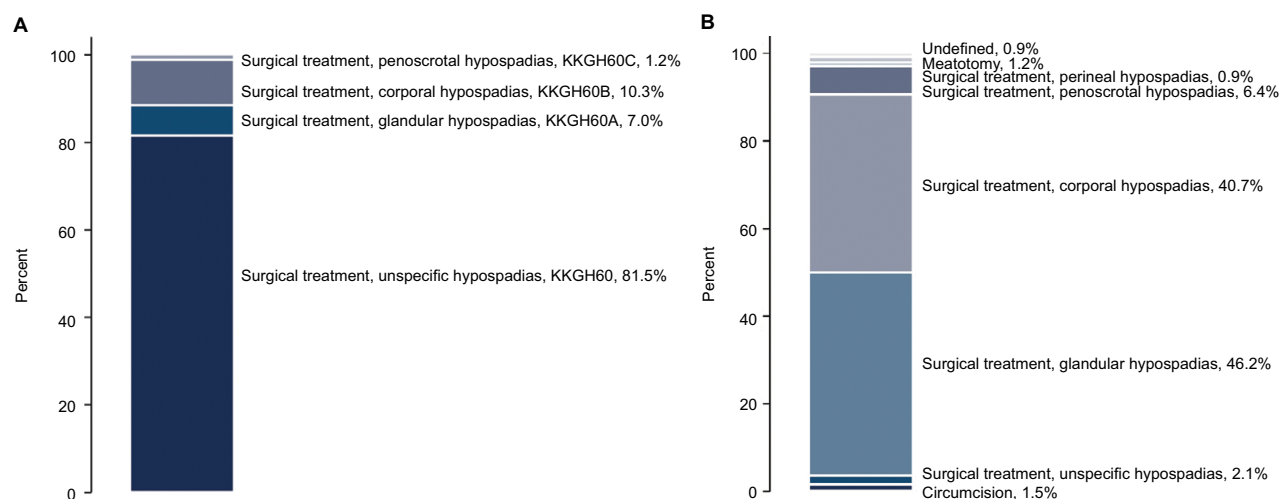 A
100
80
60
40
20
0
Percent
Surgical treatment, penoscrotal hypospadias, KKGH60C, 1.2%
Surgical treatment, corporal hypospadias, KKGH60B, 10.3%
Surgical treatment, glandular hypospadias, KKGH60A, 7.0%
Surgical treatment, unspecific hypospadias, KKGH60, 81.5%
B
100
80
60
40
20
0
Percent
Undefined, 0.9%
Meatotomy, 1.2%
Surgical treatment, perineal hypospadias, 0.9%
Surgical treatment, penoscrotal hypospadias, 6.4%
Surgical treatment, corporal hypospadias, 40.7%
Surgical treatment, glandular hypospadias, 46.2%
Surgical treatment, unspecific hypospadias, 2.1%
Circumcision, 1.5%